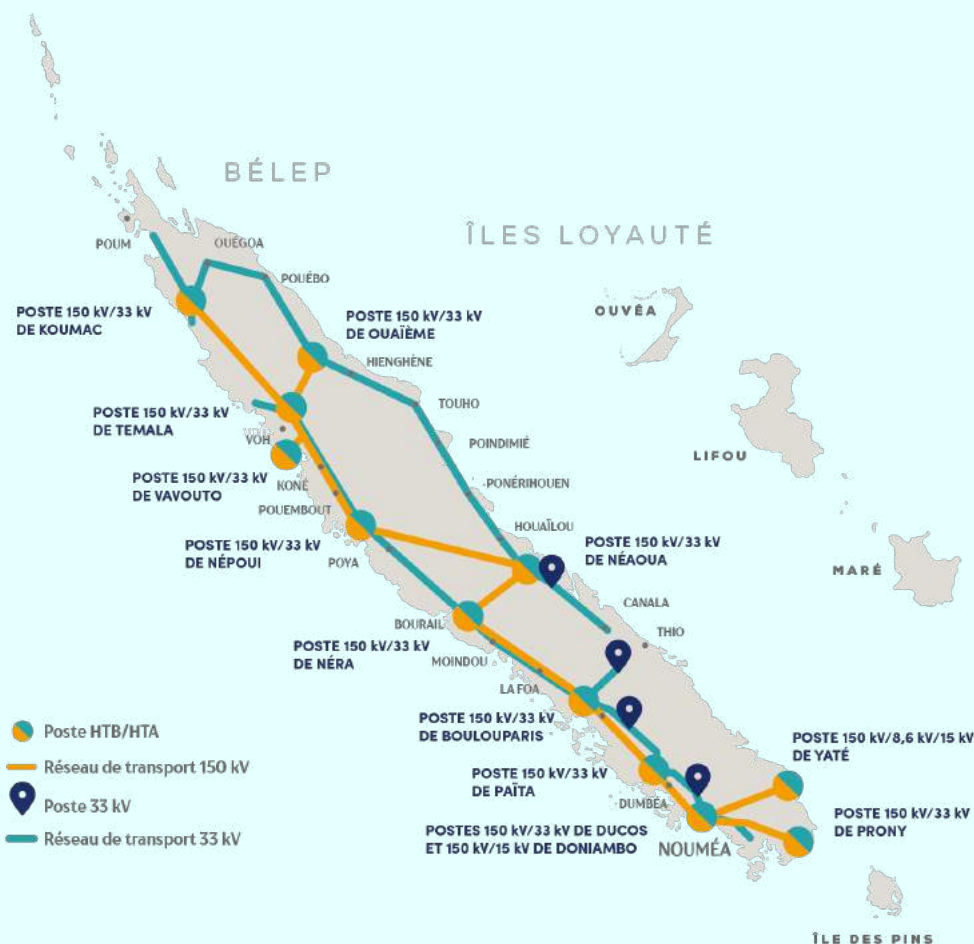 BÉLEP
ÎLES LOYAUTÉ
POUM
OUÉGOA
POUÉBO
OUVÉA
POSTE 150 kV/33 kV
DE KOUMAC
POSTE 150 kV/33 kV
DE OUAÏÈME
HIENGHÈNE
TOUHO
POSTE 150 kV/33 kV
DE TEMALA
VOH
POINDIMIÉ
LIFOU
POSTE 150 kV/33 kV
DE VAVOUTO
KONÉ
POUEMBOUT
PONÉRIHOUEN
HOUAÏLOU
POSTE 150 kV/33 kV
DE NÉPOUI
POYA
POSTE 150 kV/33 kV
DE NÉAOUA
MARÉ
CANALA
THIO
BOURAIL
POSTE 150 kV/33 kV
DE NÉRA
MOINDOU
LA FOA
POSTE 150 kV/33 kV
DE BOULOUPARIS
POSTE 150 kV/8,6 kV/15 kV
DE YATÉ
POSTE 150 kV/33 kV
DE PAÏTA
DUMBÉA
POSTE 150 kV/33 kV
DE PRONY
POSTES 150 kV/33 kV DE DUCOS
ET 150 kV/15 kV DE DONIAMBO
NOUMÉA
ÎLE DES PINS
Poste HTB/HTA
Réseau de transport 150 kV
Poste 33 kV
Réseau de transport 33 kV